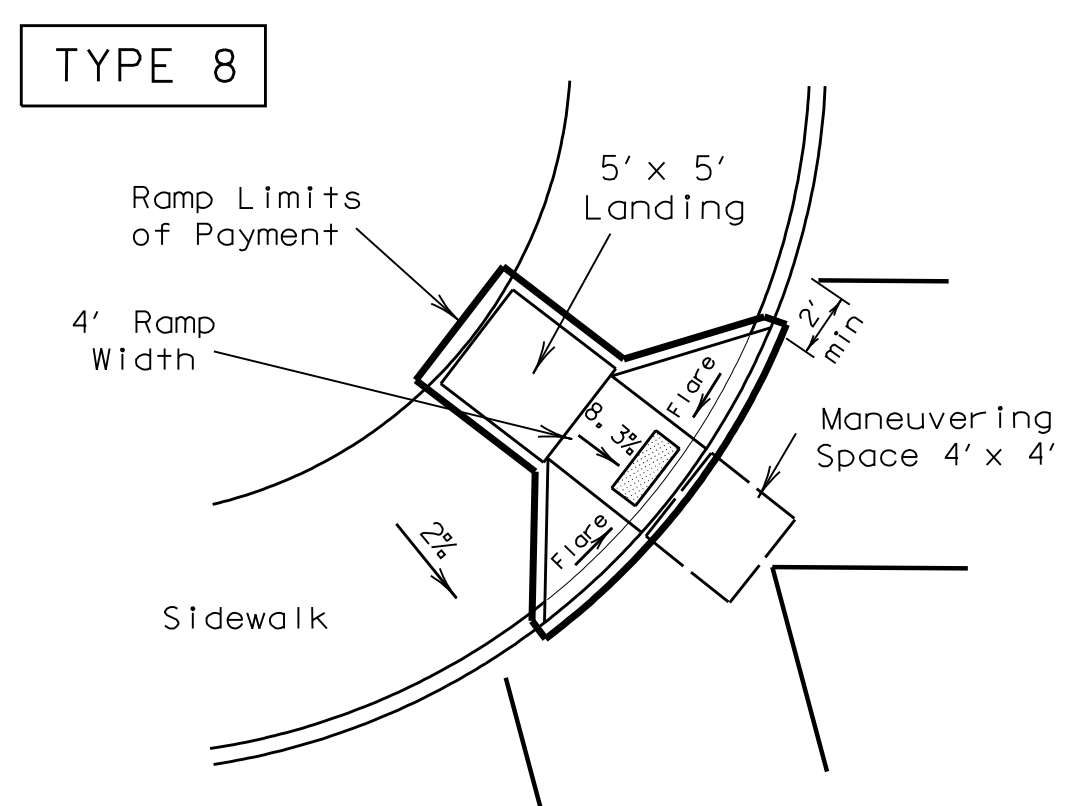 TYPE 8
5' x 5'
Landing
Ramp Limits
of Payment
4' Ramp
Width
2'
min
Flare
8.3%
Maneuvering
Space 4' x 4'
Flare
2%
Sidewalk